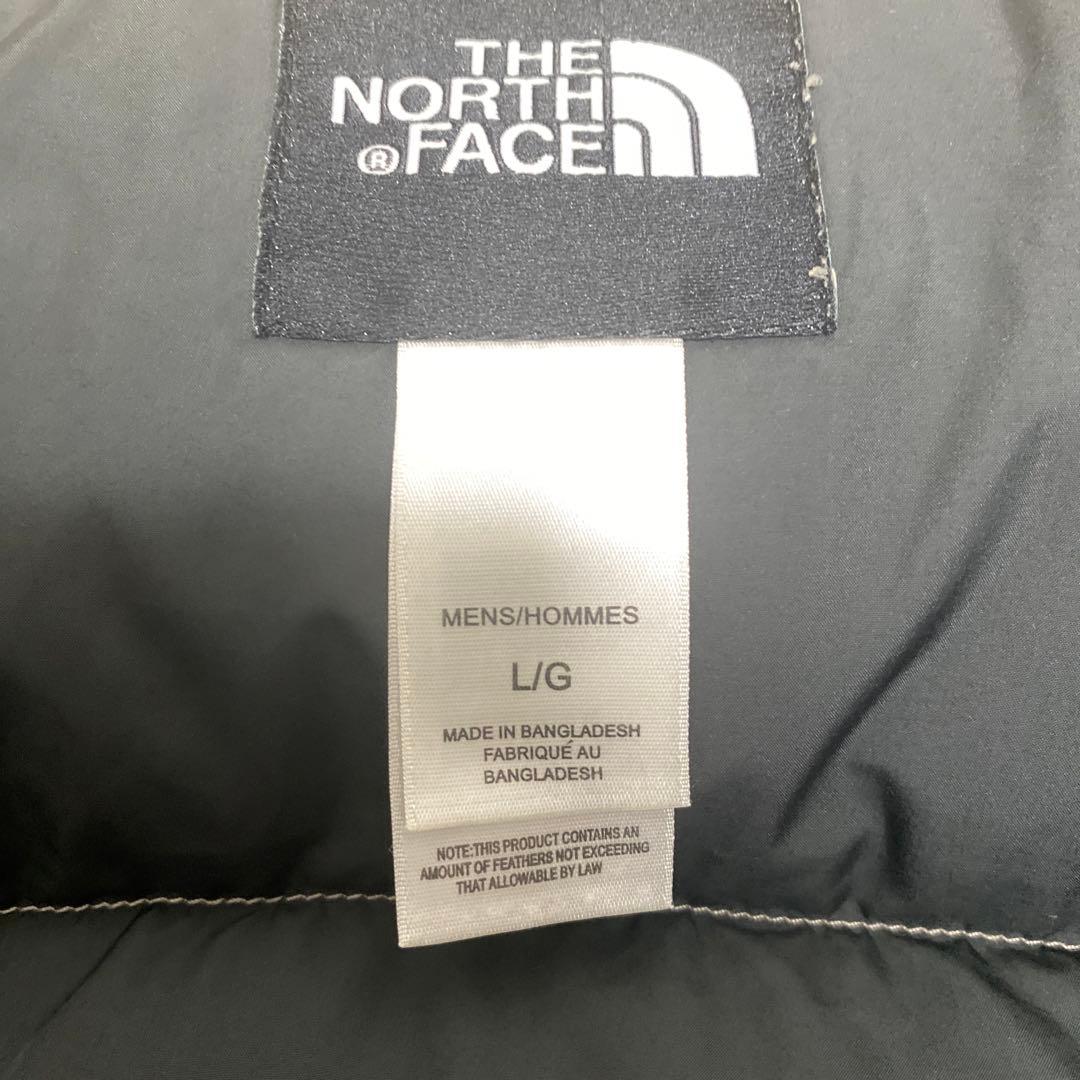 THE
NORTH
® FACE
MENS/HOMMES
L/G
MADE IN BANGLADESH
FABRIQUÉ AU
BANGLADESH
NOTE:THIS PRODUCT CONTAINS AN
AMOUNT OF FEATHERS NOT EXCEEDING
THAT ALLOWABLE BY LAW